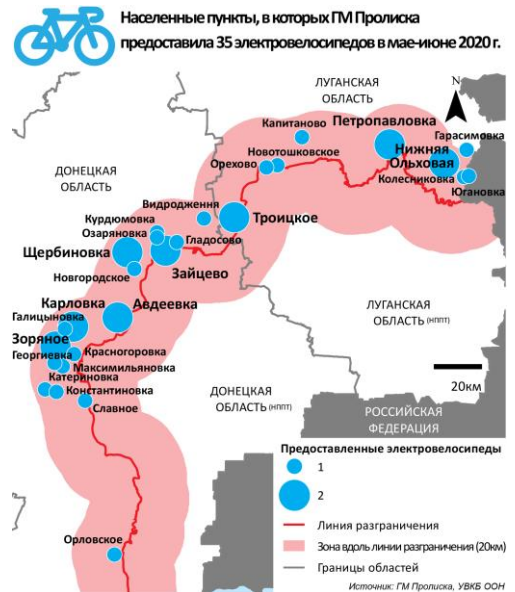 Населенные пункты, в которых ГМ Пролиска
предоставила 35 электровелосипедов в мае-июне 2020 г.
ЛУГАНСКАЯ
ОБЛАСТЬ
N
Капитаново
Петропавловка
Гарасимовка
Новотошковское
Нижняя
Ольховая
Орехово
Колесниковка
Югановка
ДОНЕЦКАЯ
ОБЛАСТЬ
Видродження
Курдюмовка
Озаряновка
Троицкое
Гладосово
Щербиновка
Зайцево
Новгородское
Карловка
Авдеевка
Галицыновка
Зоряное
Красногоровка
Георгиевка
Максимильяновка
Катериновка
Константиновка
Славное
ЛУГАНСКАЯ
ОБЛАСТЬ (НППТ)
20км
ДОНЕЦКАЯ
ОБЛАСТЬ (НППТ)
РОССИЙСКАЯ
ФЕДЕРАЦИЯ
Орловское
Предоставленные электровелосипеды
1
2
Линия разграничения
Зона вдоль линии разграничения (20км)
Границы областей
Источник: ГМ Пролиска, УВКБ ООН